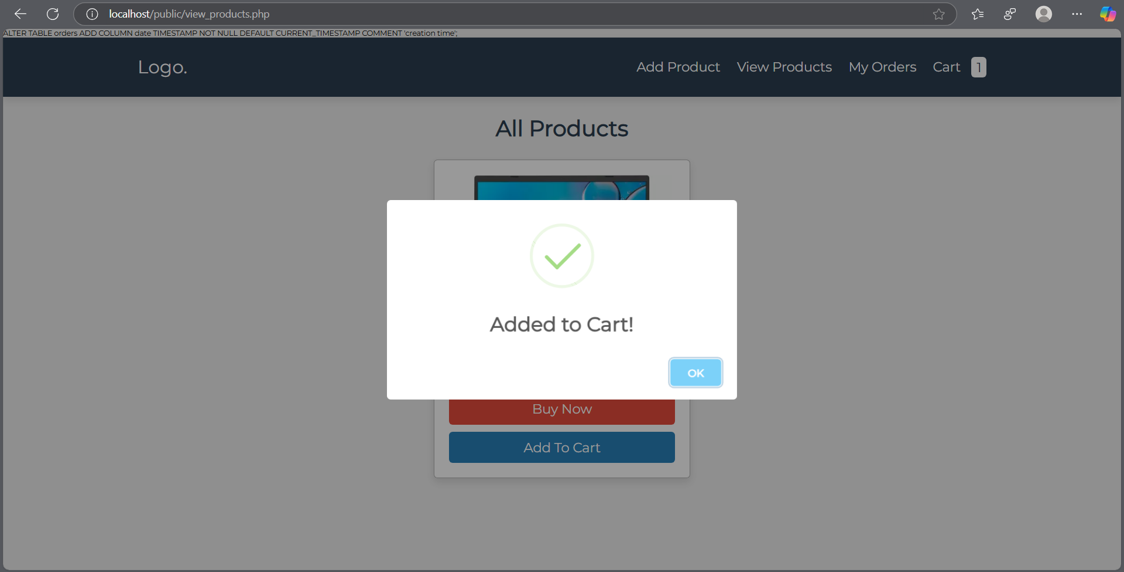 localhost/public/view_products.php
ALTER TABLE orders ADD COLUMN date TIMESTAMP NOT NULL DEFAULT CURRENT_TIMESTAMP COMMENT 'creation time';
Logo. Add Product View Products My Orders Cart 1
All Products
Added to Cart!
OK
Buy Now
Add To Cart